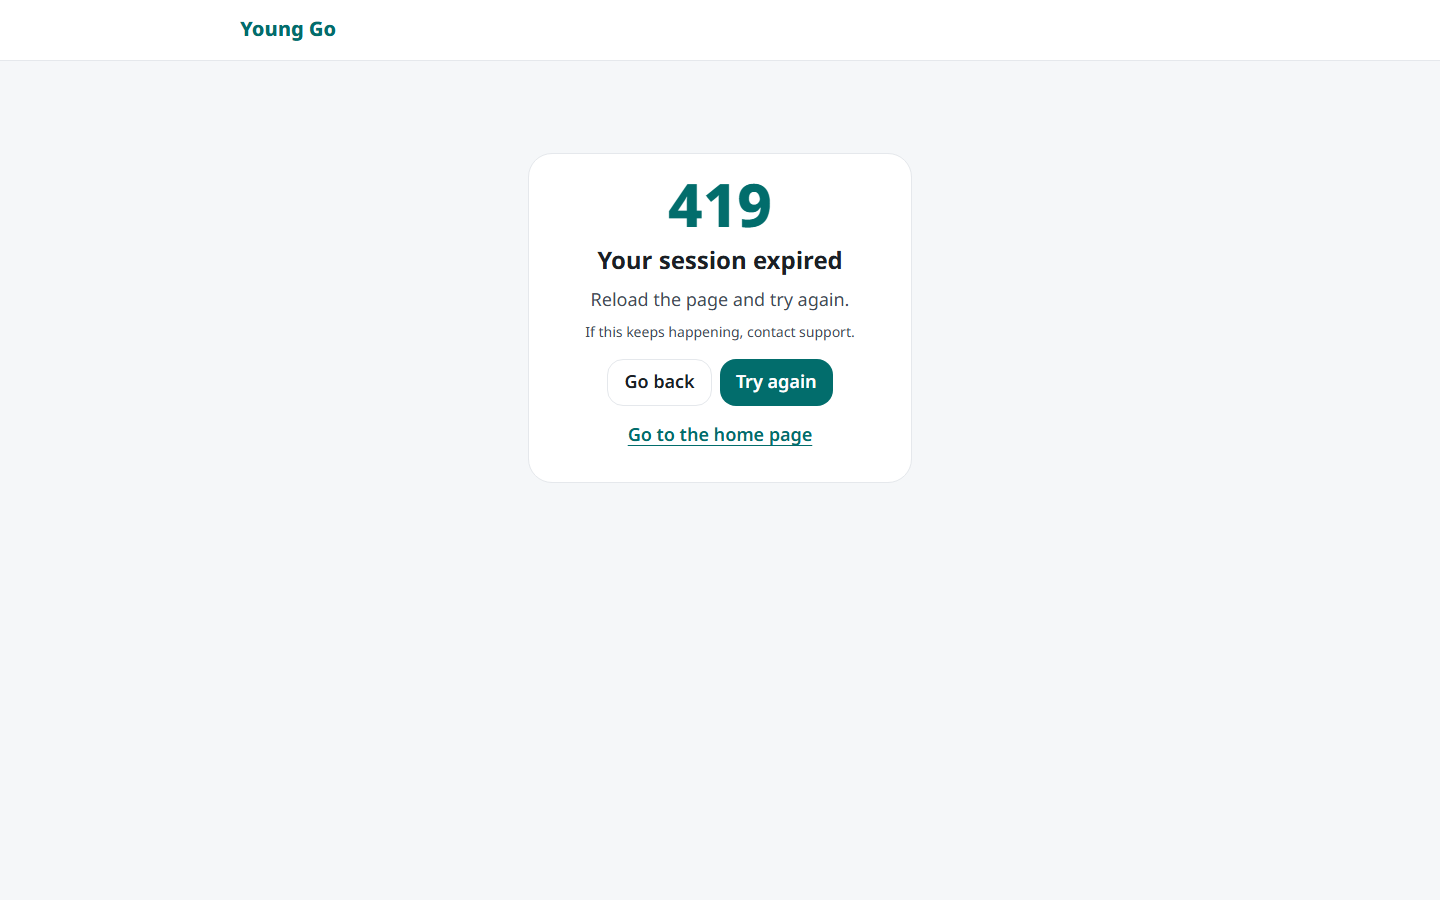 Young Go
419
Your session expired
Reload the page and try again.
If this keeps happening, contact support.
Go back
Try again
Go to the home page